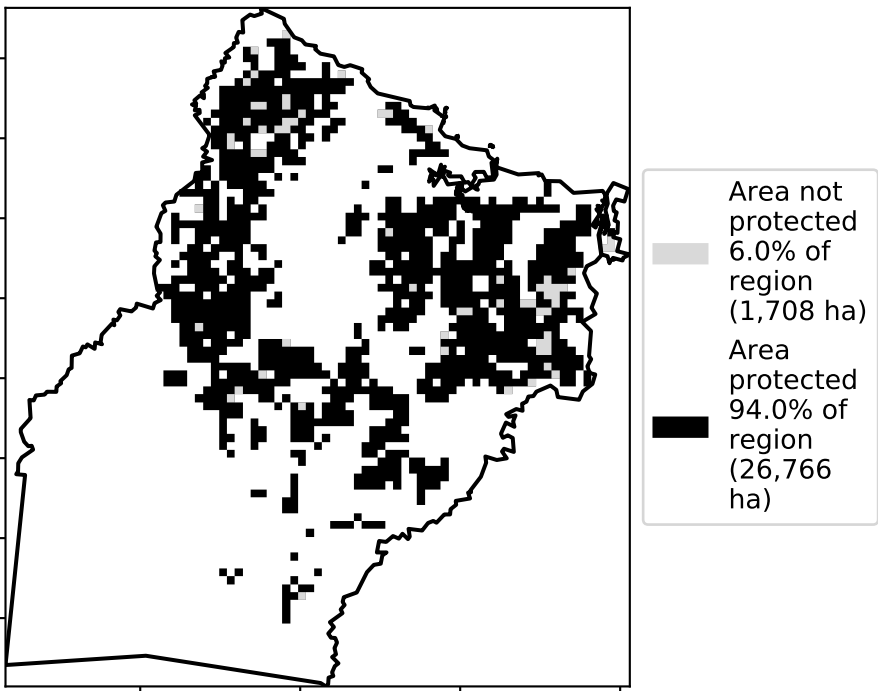 Area not
protected
6.0% of
region
(1,708 ha)
Area
protected
94.0% of
region
(26,766
ha)